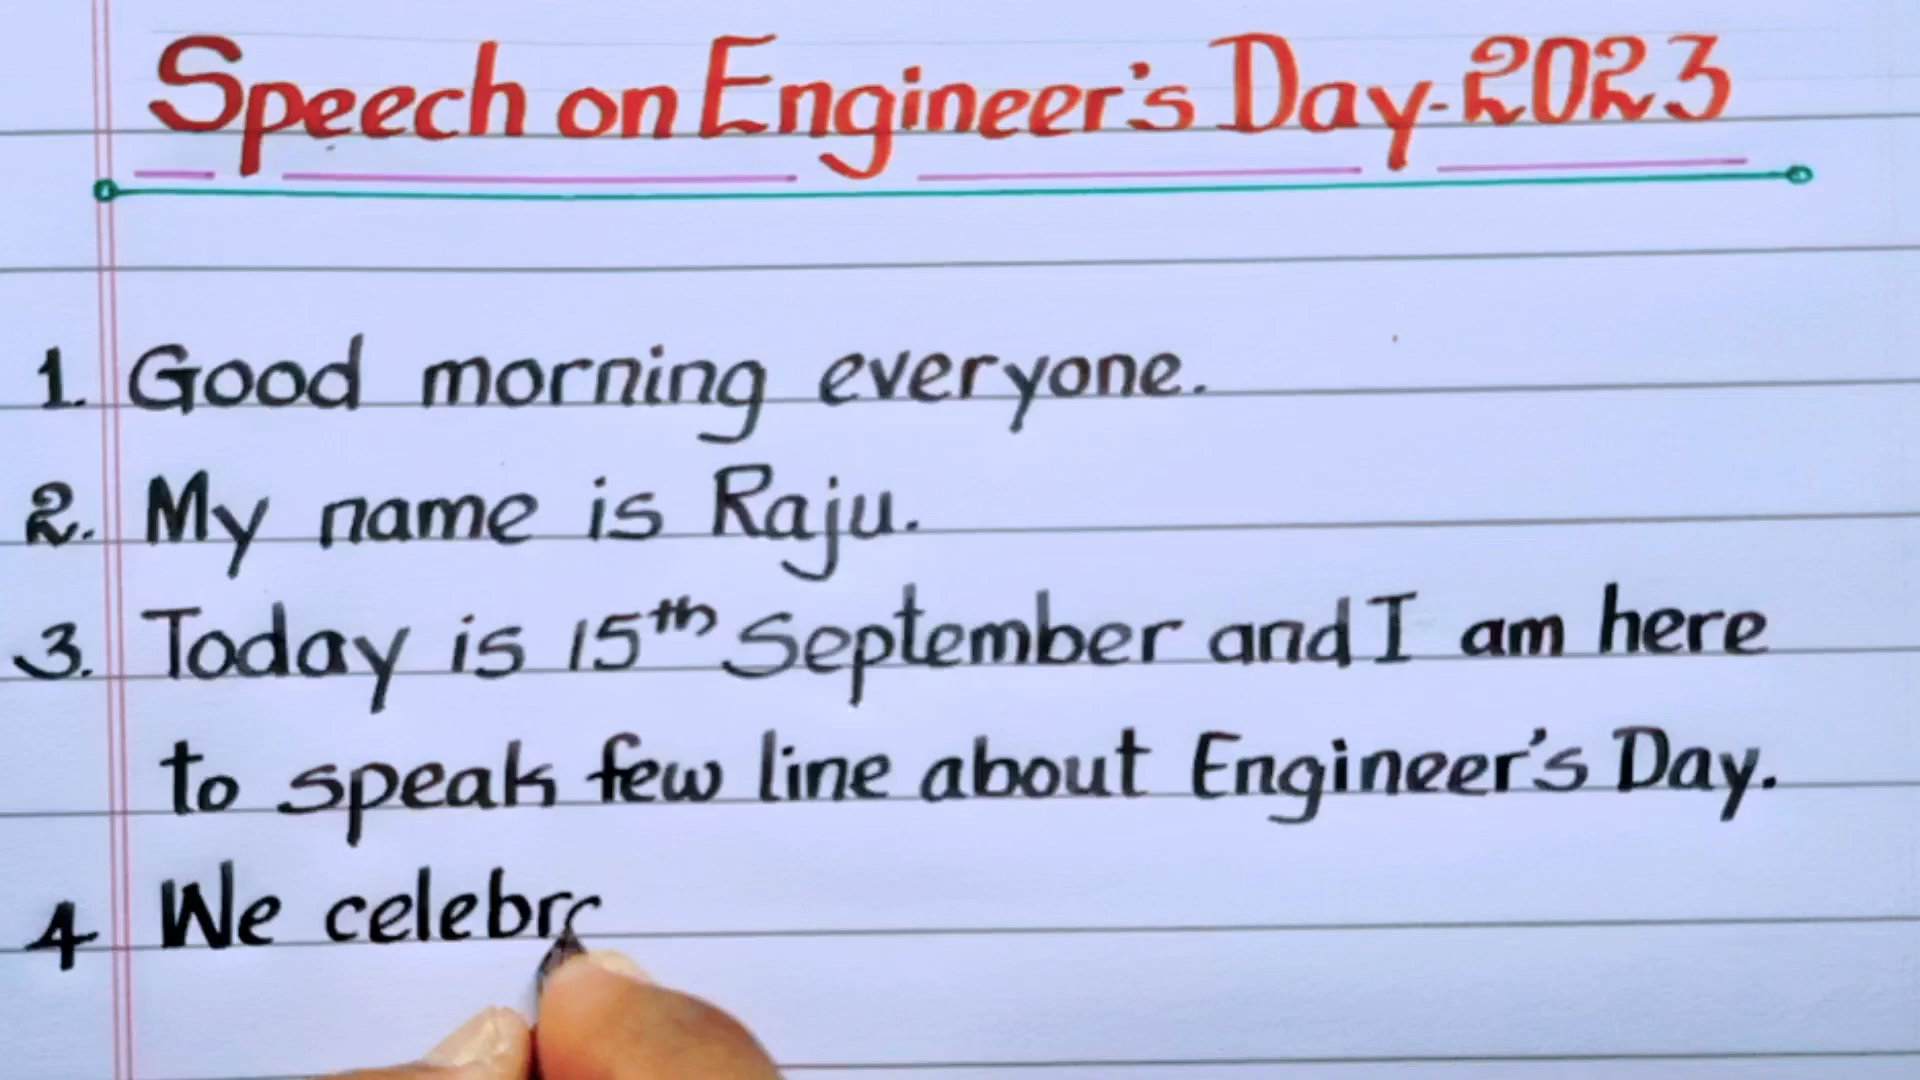 Speech on Engineer's Day-2023
1. Good morning everyone.
2. My name is Raju.
3. Today is 15th September and I am here
to speak few line about Engineer's Day.
4 We celebr